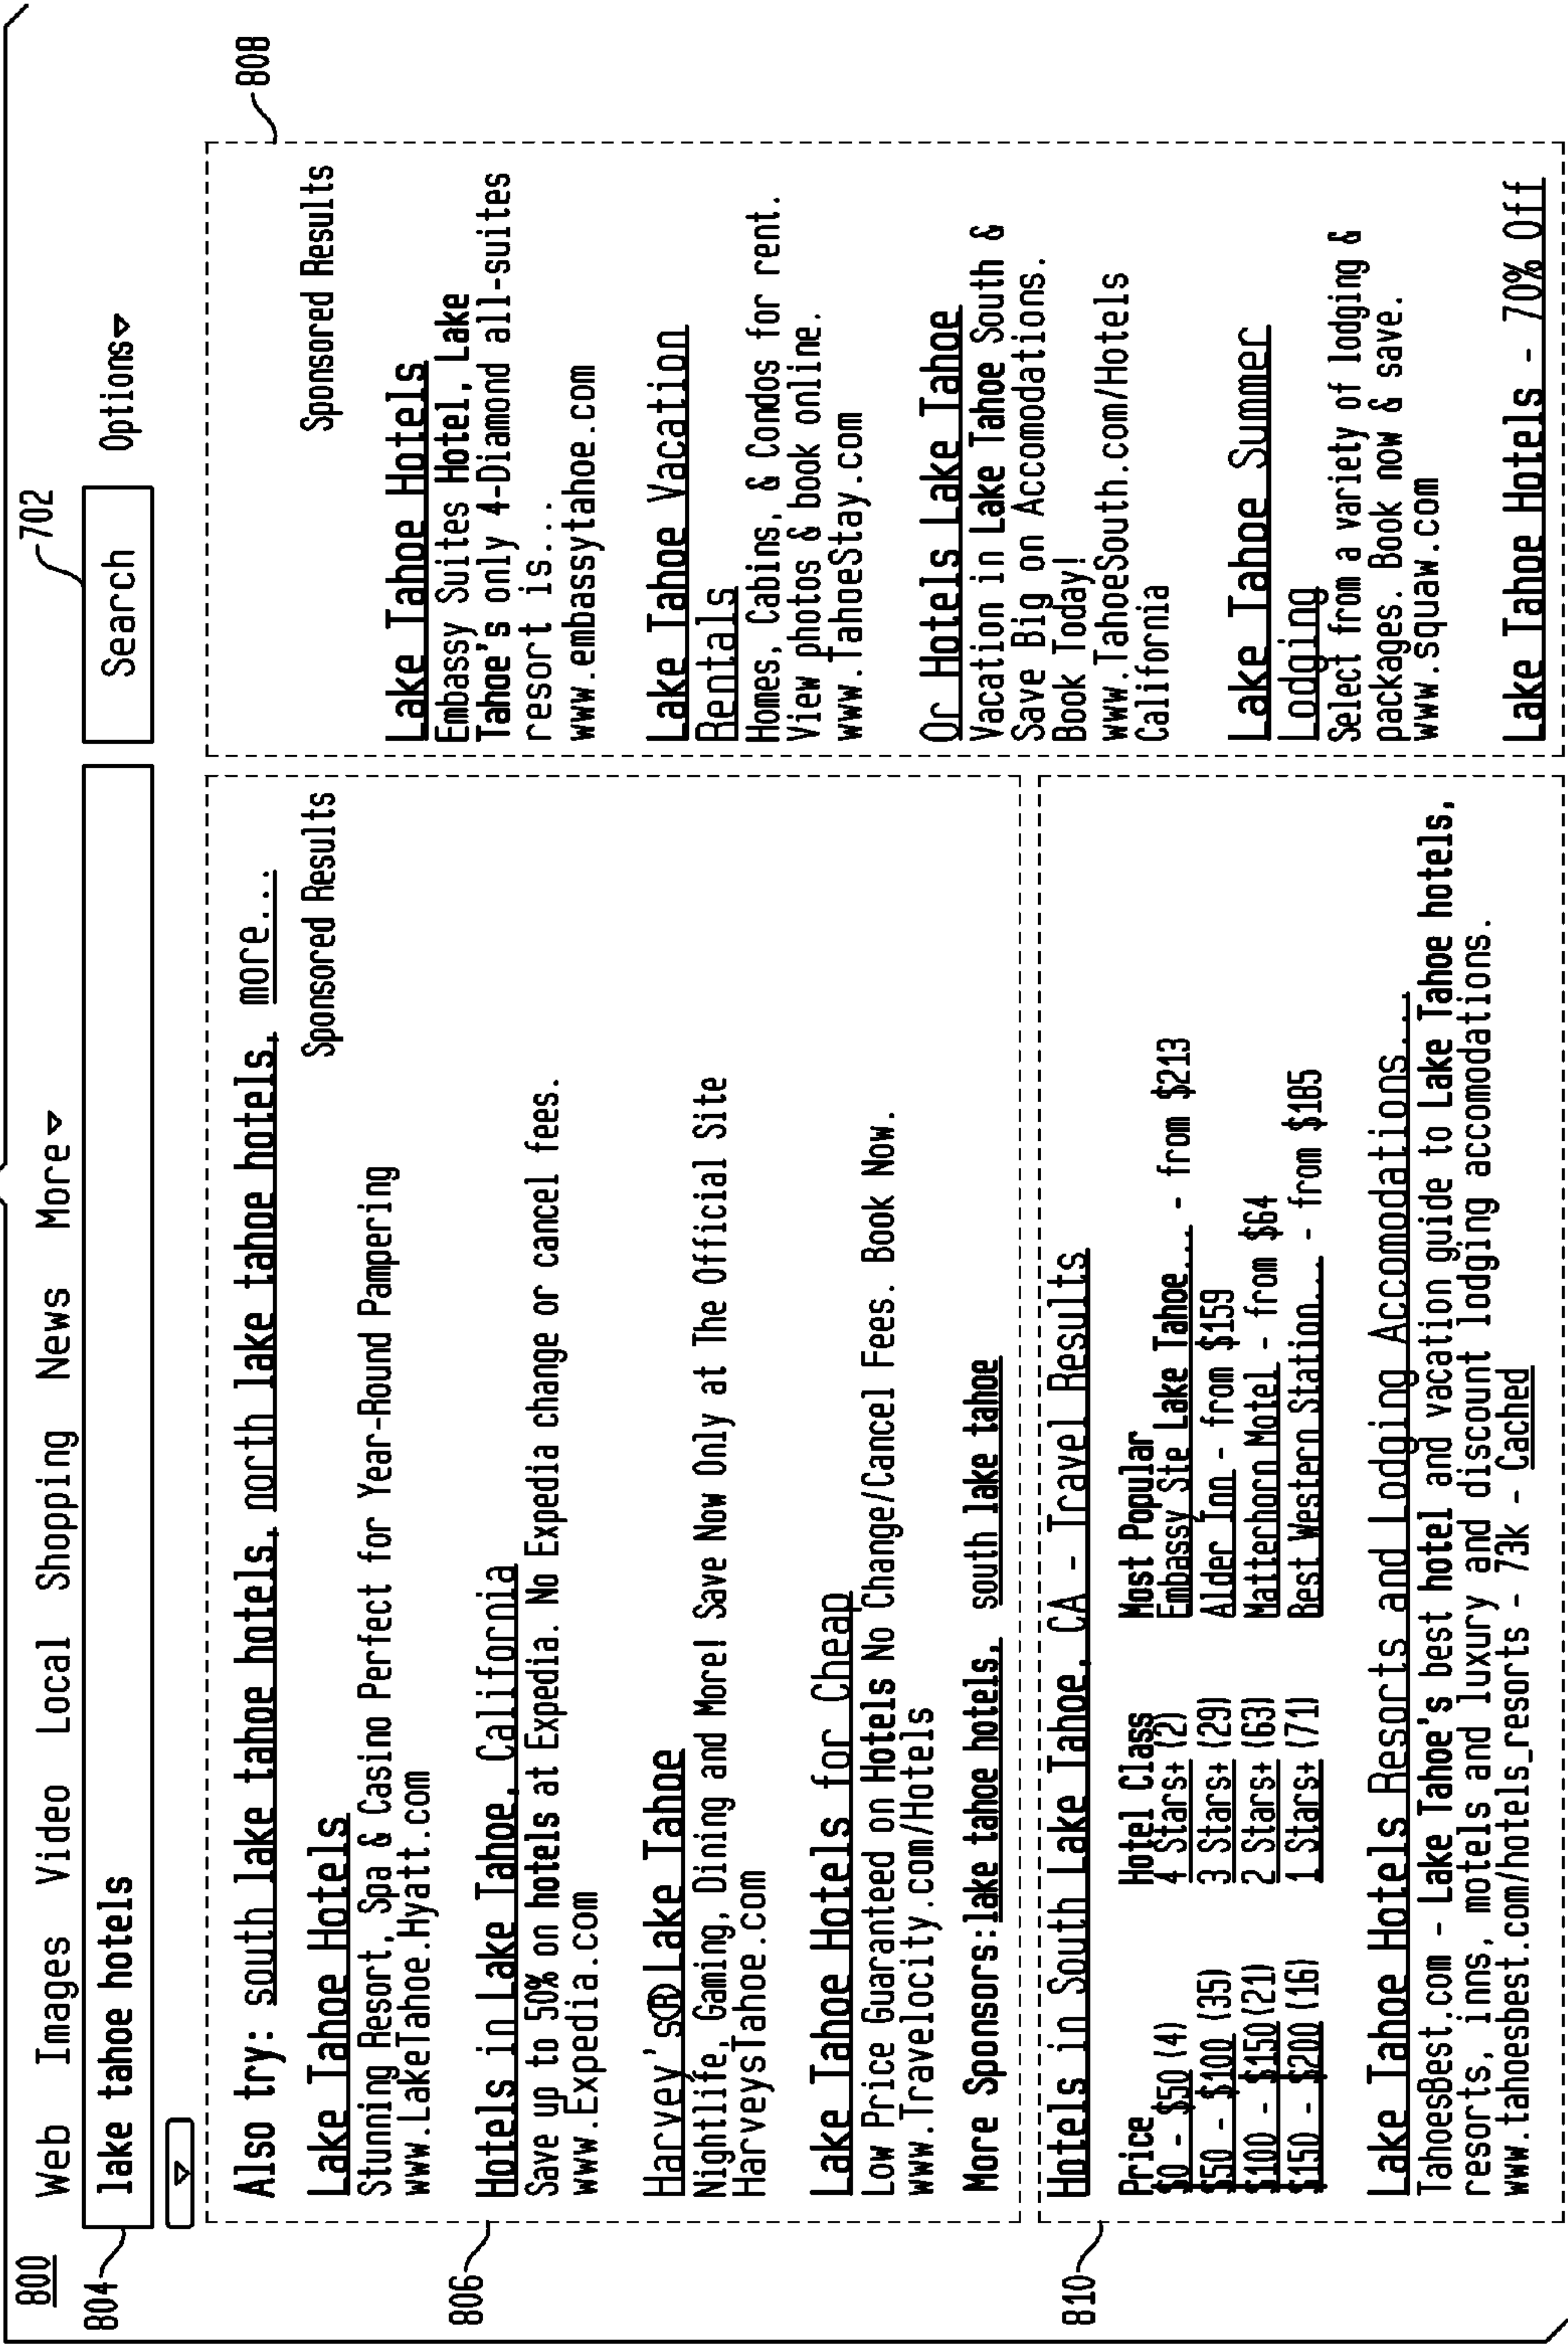 800
Web Images Video Local Shopping News More
702
804
lake tahoe hotels
Search
Options
806
Also try: south lake tahoe hotels, north lake tahoe hotels, more...
Sponsored Results
Lake Tahoe Hotels
Stunning Resort, Spa & Casino Perfect for Year-Round Pampering
www.LakeTahoe.Hyatt.com
Hotels in Lake Tahoe, California
Save up to 50% on hotels at Expedia. No Expedia change or cancel fees.
www.Expedia.com
Harvey's® Lake Tahoe
Nightlife, Gaming, Dining and More! Save Now Only at The Official Site
HarveysTahoe.com
Lake Tahoe Hotels for Cheap
Low Price Guaranteed on Hotels No Change/Cancel Fees. Book Now.
www.Travelocity.com/Hotels
More Sponsors: lake tahoe hotels, south lake tahoe
808
Sponsored Results
Lake Tahoe Hotels
Embassy Suites Hotel, Lake
Tahoe's only 4-Diamond all-suites
resort is...
www.embassytahoe.com
Lake Tahoe Vacation
Rentals
Homes, Cabins, & Condos for rent.
View photos & book online.
www.TahoeStay.com
Or Hotels Lake Tahoe
Vacation in Lake Tahoe South &
Save Big on Accomodations.
Book Today!
www.TahoeSouth.com/Hotels
California
Lake Tahoe Summer
Lodging
Select from a variety of lodging &
packages. Book now & save.
www.squaw.com
Lake Tahoe Hotels - 70% Off
810
Hotels in South Lake Tahoe, CA - Travel Results
Price Hotel Class Most Popular
$0 - $50 (4) 4 Stars+ (2) Embassy Ste Lake Tahoe... - from $213
$50 - $100 (35) 3 Stars+ (29) Alder Inn - from $159
$100 - $150 (21) 2 Stars+ (63) Matterhorn Motel - from $64
$150 - $200 (16) 1 Stars+ (71) Best Western Station... - from $185
Lake Tahoe Hotels Resorts and Lodging Accomodations...
TahoesBest.com - Lake Tahoe's best hotel and vacation guide to Lake Tahoe hotels,
resorts, inns, motels and luxury and discount lodging accomodations.
www.tahoesbest.com/hotels_resorts - 73k - Cached